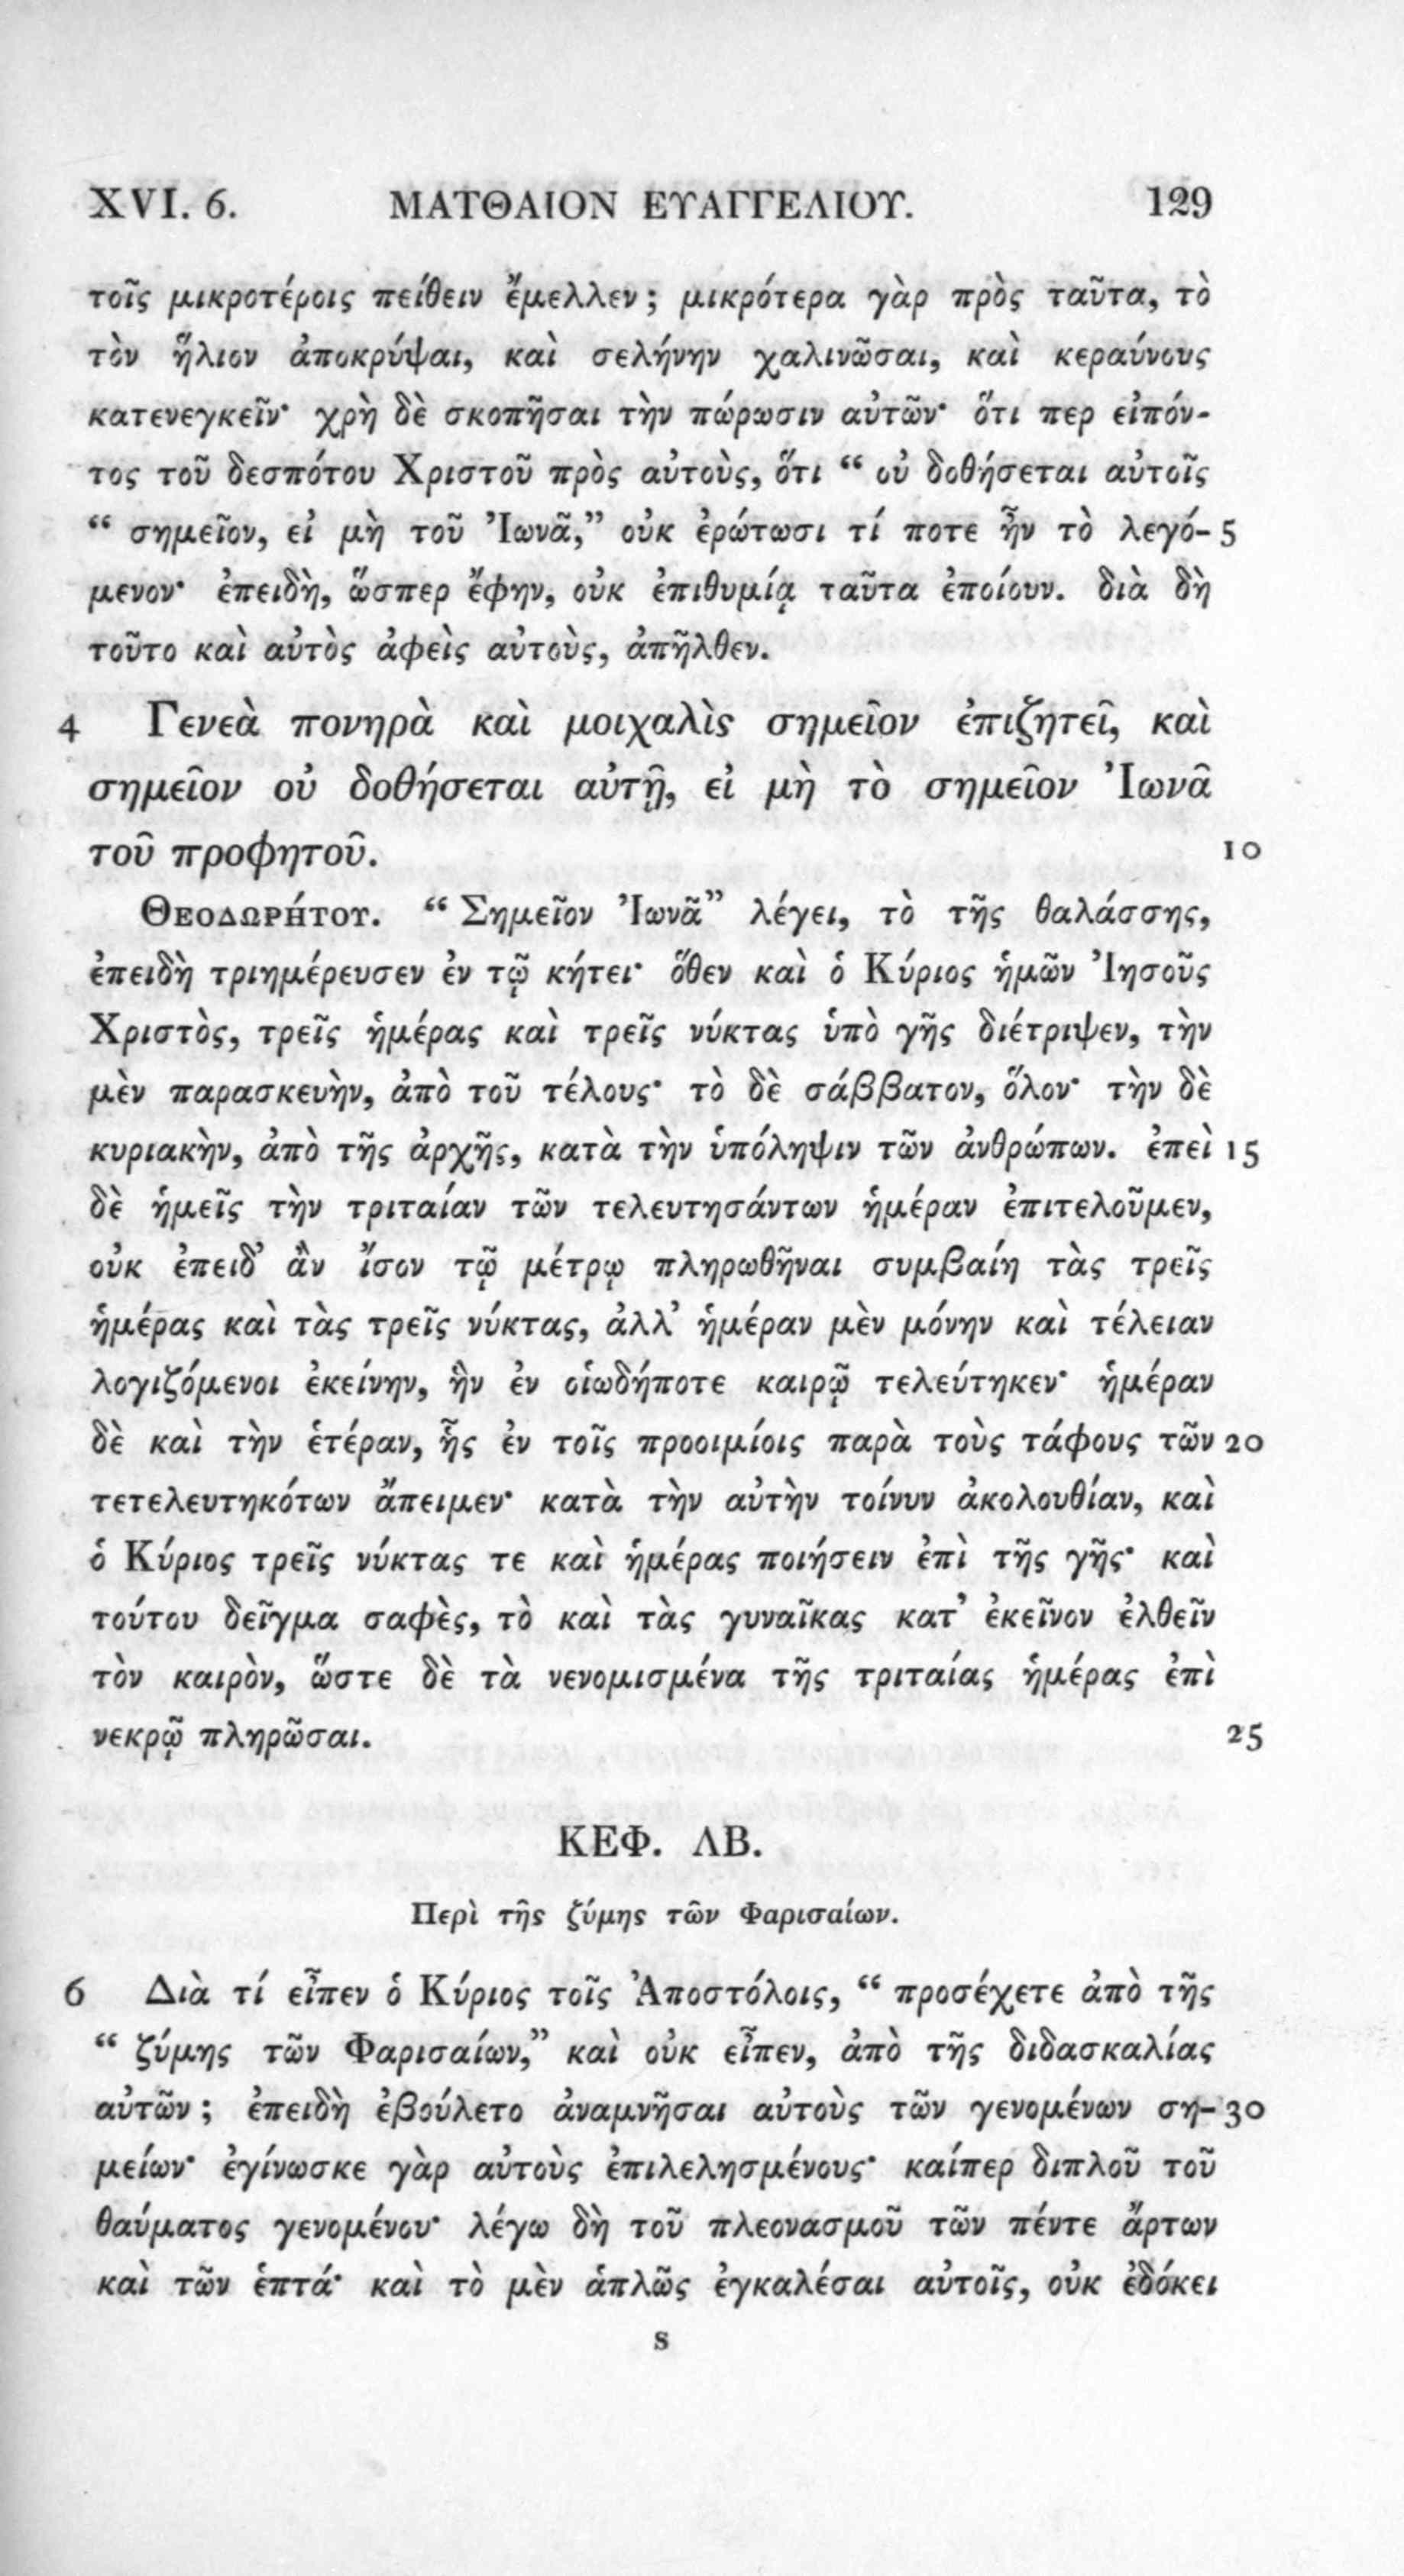 XVI. 6. ΜΑΤΘΑΙΟΝ ΕΥΑΓΓΕΛΙΟΥ. 129
τοῖς μικροτέροις πείθειν ἔμελλεν; μικρότερα γὰρ πρὸς ταῦτα, τὸ
τὸν ἥλιον ἀποκρύψαι, καὶ σελήνην χαλινῶσαι, καὶ κεραύνους
κατενεγκεῖν· χρὴ δὲ σκοπῆσαι τὴν πώρωσιν αὐτῶν· ὅτι περ εἰπόν-
τος τοῦ δεσπότου Χριστοῦ πρὸς αὐτοὺς, ὅτι “ οὐ δοθήσεται αὐτοῖς
“ σημεῖον, εἰ μὴ τοῦ Ἰωνᾶ,” οὐκ ἐρώτωσι τί ποτε ἦν τὸ λεγό- 5
μενον· ἐπειδὴ, ὥσπερ ἔφην, οὐκ ἐπιθυμίᾳ ταῦτα ἐποίουν. διὰ δὴ
τοῦτο καὶ αὐτὸς ἀφεὶς αὐτοὺς, ἀπῆλθεν.
4 Γενεὰ πονηρὰ καὶ μοιχαλὶς σημεῖον ἐπιζητεῖ, καὶ
σημεῖον οὐ δοθήσεται αὐτῇ, εἰ μὴ τὸ σημεῖον Ἰωνᾶ
τοῦ προφητοῦ. 10
ΘΕΟΔΩΡΉΤΟΥ. “ Σημεῖον Ἰωνᾶ” λέγει, τὸ τῆς θαλάσσης,
ἐπειδὴ τριημέρευσεν ἐν τῷ κήτει· ὅθεν καὶ ὁ Κύριος ἡμῶν Ἰησοῦς
Χριστὸς, τρεῖς ἡμέρας καὶ τρεῖς νύκτας ὑπὸ γῆς διέτριψεν, τὴν
μὲν παρασκευὴν, ἀπὸ τοῦ τέλους· τὸ δὲ σάββατον, ὅλον· τὴν δὲ
κυριακὴν, ἀπὸ τῆς ἀρχῆς, κατὰ τὴν ὑπόληψιν τῶν ἀνθρώπων. ἐπεὶ 15
δὲ ἡμεῖς τὴν τριταίαν τῶν τελευτησάντων ἡμέραν ἐπιτελοῦμεν,
οὐκ ἐπειδ’ ἂν ἴσον τῷ μέτρῳ πληρωθῆναι συμβαίη τὰς τρεῖς
ἡμέρας καὶ τὰς τρεῖς νύκτας, ἀλλ’ ἡμέραν μὲν μόνην καὶ τέλειαν
λογιζόμενοι ἐκείνην, ἣν ἐν οἱωδήποτε καιρῷ τελεύτηκεν· ἡμέραν
δὲ καὶ τὴν ἑτέραν, ἧς ἐν τοῖς προοιμίοις παρὰ τοὺς τάφους τῶν 20
τετελευτηκότων ἄπειμεν· κατὰ τὴν αὐτὴν τοίνυν ἀκολουθίαν, καὶ
ὁ Κύριος τρεῖς νύκτας τε καὶ ἡμέρας ποιήσειν ἐπὶ τῆς γῆς· καὶ
τούτου δεῖγμα σαφὲς, τὸ καὶ τὰς γυναῖκας κατ’ ἐκεῖνον ἐλθεῖν
τὸν καιρὸν, ὥστε δὲ τὰ νενομισμένα τῆς τριταίας ἡμέρας ἐπὶ
νεκρῷ πληρῶσαι. 25
ΚΕΦ. ΛΒ.
Περὶ τῆς ζύμης τῶν Φαρισαίων.
6 Διὰ τί εἶπεν ὁ Κύριος τοῖς Ἀποστόλοις, “ προσέχετε ἀπὸ τῆς
“ ζύμης τῶν Φαρισαίων,” καὶ οὐκ εἶπεν, ἀπὸ τῆς διδασκαλίας
αὐτῶν; ἐπειδὴ ἐβούλετο ἀναμνῆσαι αὐτοὺς τῶν γενομένων ση- 30
μείων· ἐγίνωσκε γὰρ αὐτοὺς ἐπιλελησμένους· καίπερ διπλοῦ τοῦ
θαύματος γενομένου· λέγω δὴ τοῦ πλεονασμοῦ τῶν πέντε ἄρτων
καὶ τῶν ἑπτά· καὶ τὸ μὲν ἁπλῶς ἐγκαλέσαι αὐτοῖς, οὐκ ἐδόκει
S